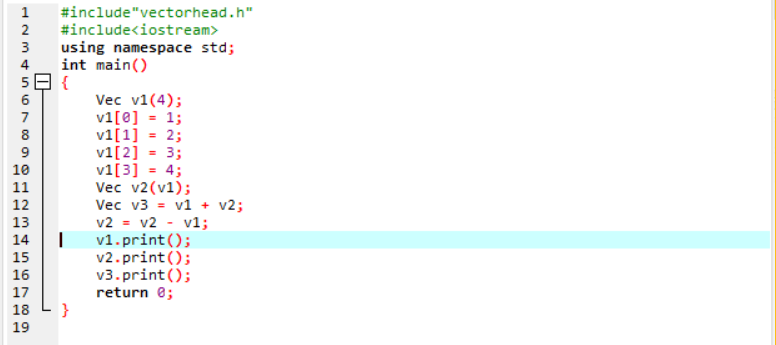 1 #include"vectorhead.h"
2 #include<iostream>
3 using namespace std;
4 int main()
5 {
6 Vec v1(4);
7 v1[0] = 1;
8 v1[1] = 2;
9 v1[2] = 3;
10 v1[3] = 4;
11 Vec v2(v1);
12 Vec v3 = v1 + v2;
13 v2 = v2 - v1;
14 v1.print();
15 v2.print();
16 v3.print();
17 return 0;
18 }
19